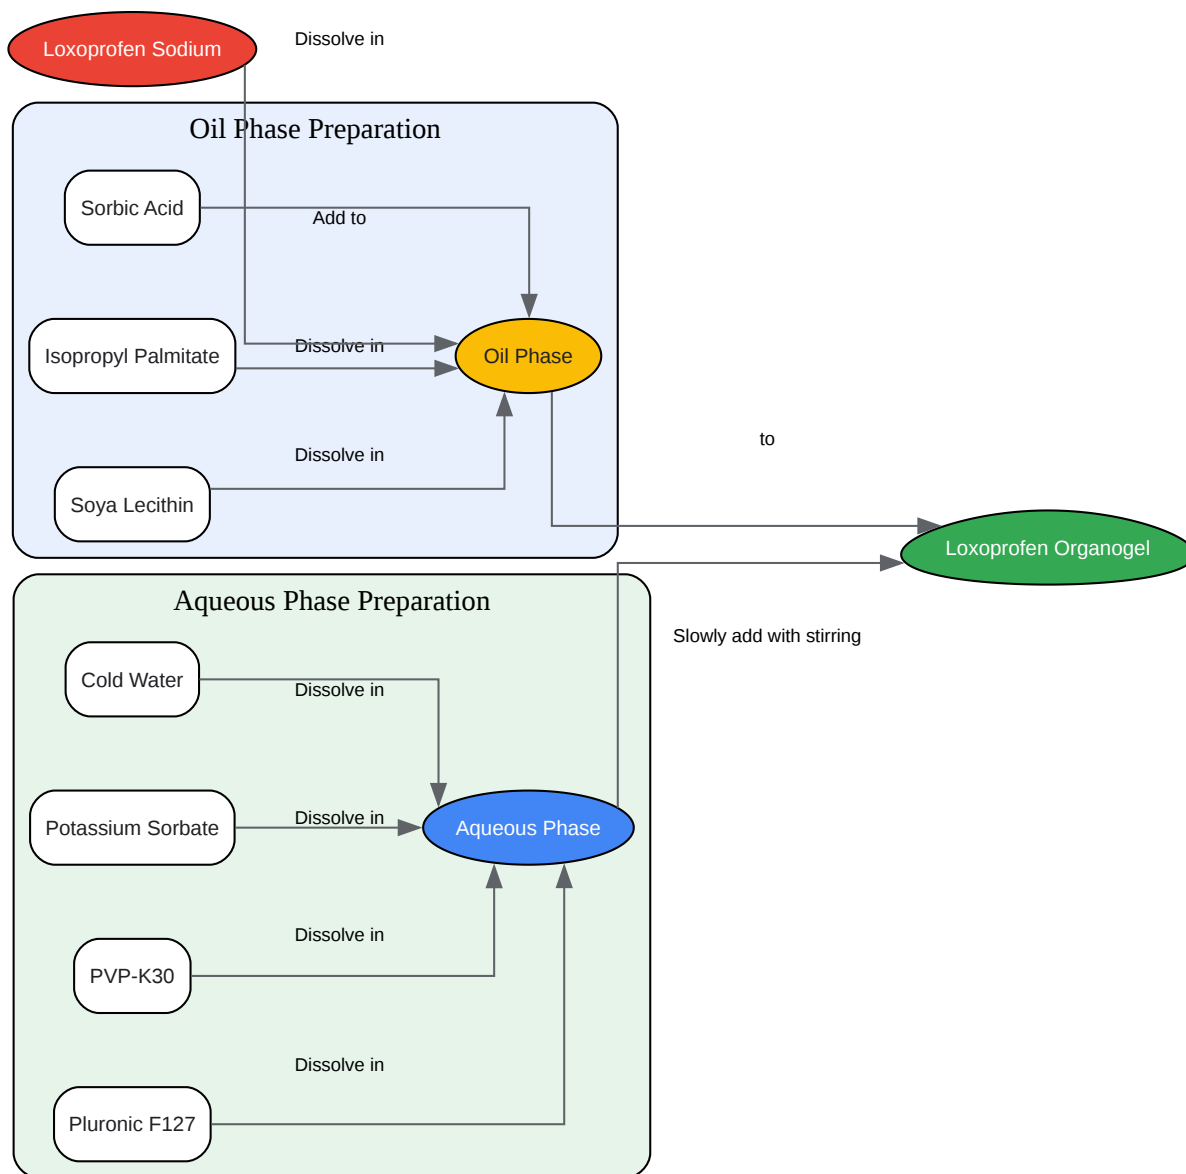 Loxoprofen Sodium
Dissolve in
Oil Phase Preparation
Sorbic Acid
Add to
Isopropyl Palmitate
Dissolve in
Oil Phase
Soya Lecithin
Dissolve in
to
Loxoprofen Organogel
Aqueous Phase Preparation
Slowly add with stirring
Cold Water
Dissolve in
Potassium Sorbate
Dissolve in
Aqueous Phase
PVP-K30
Dissolve in
Pluronic F127
Dissolve in